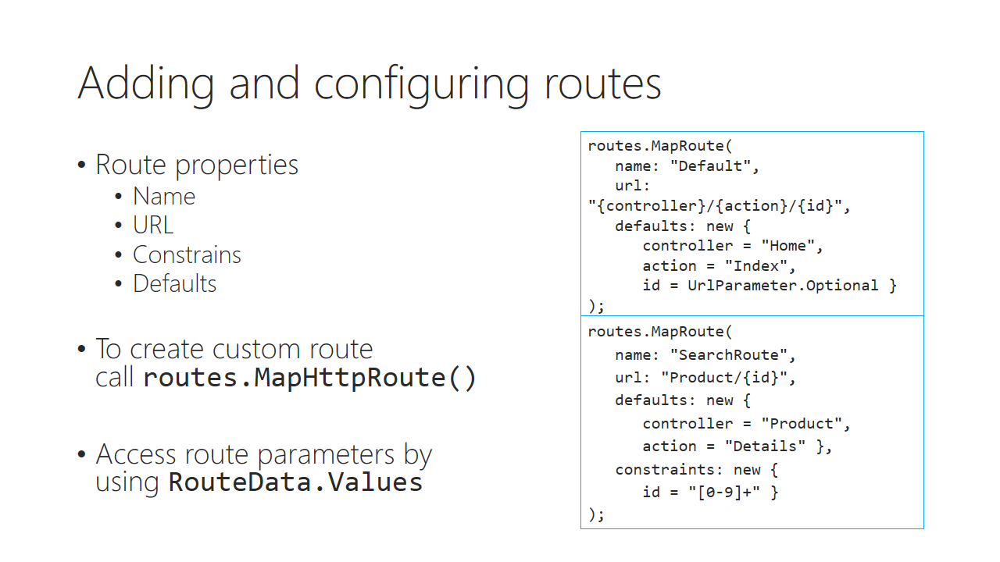 Adding and configuring routes
• Route properties
• Name
• URL
• Constrains
• Defaults
• To create custom route
call routes.MapHttpRoute()
• Access route parameters by
using RouteData.Values
routes.MapRoute(
name: "Default",
url:
"{controller}/{action}/{id}",
defaults: new {
controller = "Home",
action = "Index",
id = UrlParameter.Optional }
);
routes.MapRoute(
name: "SearchRoute",
url: "Product/{id}",
defaults: new {
controller = "Product",
action = "Details" },
constraints: new {
id = "[0-9]+" }
);